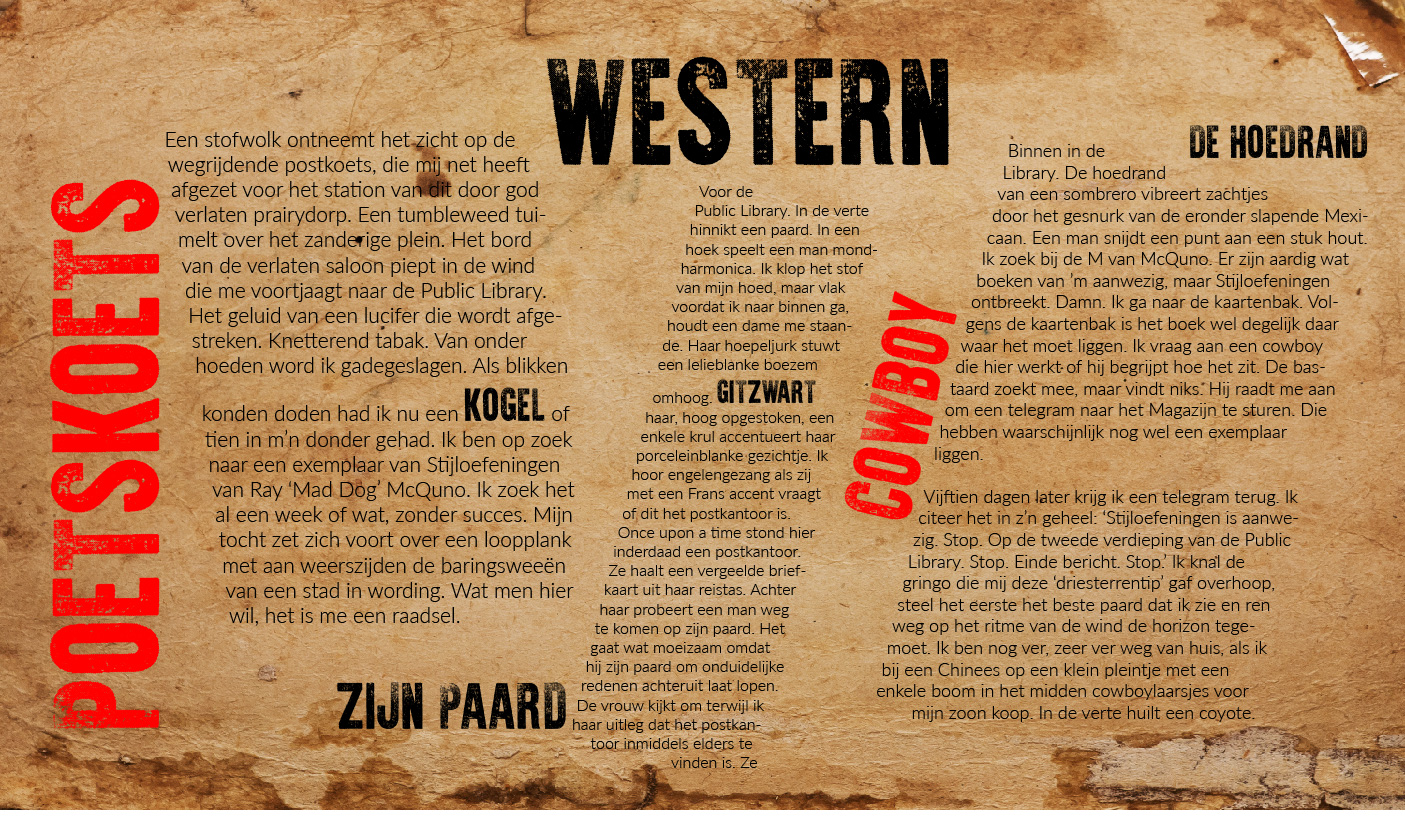 WESTERN
POETSKOETS
Een stofwolk ontneemt het zicht op de
wegrijdende postkoets, die mij net heeft
afgezet voor het station van dit door god
verlaten prairydorp. Een tumbleweed tui-
melt over het zanderige plein. Het bord
van de verlaten saloon piept in de wind
die me voortjaagt naar de Public Library.
Het geluid van een lucifer die wordt afge-
streken. Knetterend tabak. Van onder
hoeden word ik gadegeslagen. Als blikken
konden doden had ik nu een KOGEL of
tien in m’n donder gehad. Ik ben op zoek
naar een exemplaar van Stijloefeningen
van Ray ‘Mad Dog’ McQuno. Ik zoek het
al een week of wat, zonder succes. Mijn
tocht zet zich voort over een loopplank
met aan weerszijden de baringsweeën
van een stad in wording. Wat men hier
wil, het is me een raadsel.
ZIJN PAARD
Voor de
Public Library. In de verte
hinnikt een paard. In een
hoek speelt een man mond-
harmonica. Ik klop het stof
van mijn hoed, maar vlak
voordat ik naar binnen ga,
houdt een dame me staan-
de. Haar hoepeljurk stuwt
een lelieblanke boezem
omhoog. GITZWART
haar, hoog opgestoken, een
enkele krul accentueert haar
porceleinblanke gezichtje. Ik
hoor engelengezang als zij
met een Frans accent vraagt
of dit het postkantoor is.
Once upon a time stond hier
inderdaad een postkantoor.
Ze haalt een vergeelde brief-
kaart uit haar reistas. Achter
haar probeert een man weg
te komen op zijn paard. Het
gaat wat moeizaam omdat
hij zijn paard om onduidelijke
redenen achteruit laat lopen.
De vrouw kijkt om terwijl ik
haar uitleg dat het postkan-
toor inmiddels elders te
vinden is. Ze
COWBOY
DE HOEDRAND
Binnen in de
Library. De hoedrand
van een sombrero vibreert zachtjes
door het gesnurk van de eronder slapende Mexi-
caan. Een man snijdt een punt aan een stuk hout.
Ik zoek bij de M van McQuno. Er zijn aardig wat
boeken van ’m aanwezig, maar Stijloefeningen
ontbreekt. Damn. Ik ga naar de kaartenbak. Vol-
gens de kaartenbak is het boek wel degelijk daar
waar het moet liggen. Ik vraag aan een cowboy
die hier werkt of hij begrijpt hoe het zit. De bas-
taard zoekt mee, maar vindt niks. Hij raadt me aan
om een telegram naar het Magazijn te sturen. Die
hebben waarschijnlijk nog wel een exemplaar
liggen.
Vijftien dagen later krijg ik een telegram terug. Ik
citeer het in z’n geheel: ‘Stijloefeningen is aanwe-
zig. Stop. Op de tweede verdieping van de Public
Library. Stop. Einde bericht. Stop.’ Ik knal de
gringo die mij deze ‘driesterrentip’ gaf overhoop,
steel het eerste het beste paard dat ik zie en ren
weg op het ritme van de wind de horizon tege-
moet. Ik ben nog ver, zeer ver weg van huis, als ik
bij een Chinees op een klein pleintje met een
enkele boom in het midden cowboylaarsjes voor
mijn zoon koop. In de verte huilt een coyote.